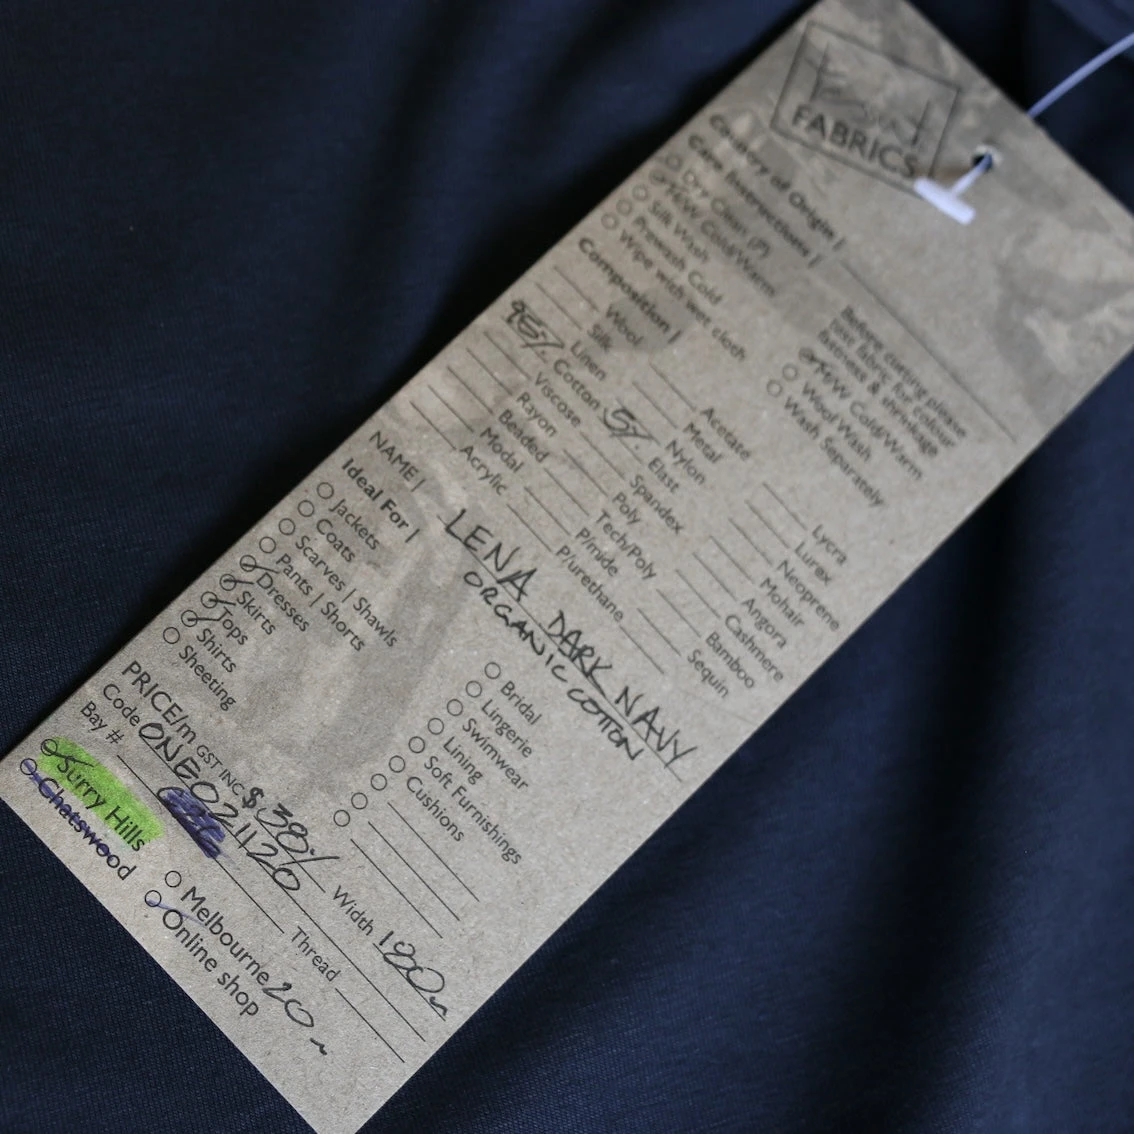 FABRICS
Country of Origin |
Care Instructions |
Dry Clean (P)
M/W Cold/Warm
Silk Wash
Prewash Cold
Wipe with wet cloth
Before cutting please
test fabric for colour
fastness & shrinkage
M/W Cold/Warm
Wool Wash
Wash Separately
Composition |
Wool
Silk
Linen
95% Cotton
Viscose
Rayon
Beaded
Modal
Acrylic
Acetate
Metal
Nylon
5% Elast
Spandex
Poly
Tech/Poly
P/mide
P/urethane
Lycra
Lurex
Neoprene
Mohair
Angora
Cashmere
Bamboo
Sequin
NAME | LENA DARK NAVY
ORGANIC COTTON
Ideal For |
Jackets
Coats
Scarves | Shawls
Pants | Shorts
Dresses
Skirts
Tops
Shirts
Sheeting
Bridal
Lingerie
Swimwear
Lining
Soft Furnishings
Cushions
PRICE/m GST INC $38/ Width
Code ONE021120
Bay # Thread
Surry Hills
Chatswood
Melbourne 20m
Online shop